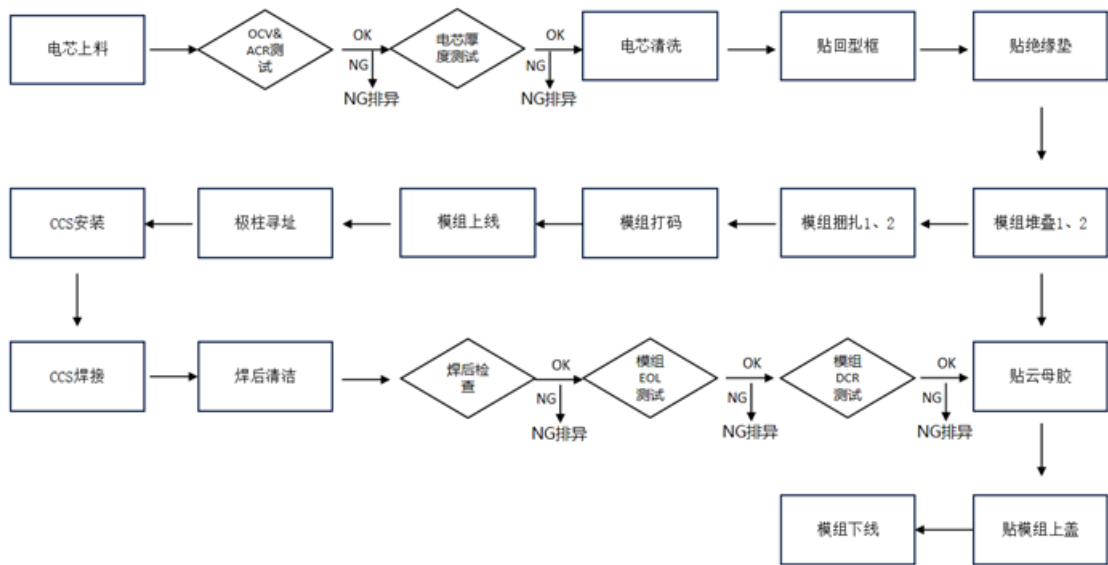 电芯上料
OCV&
ACR测
试
OK
NG
NG排异
电芯厚
度测试
OK
NG
NG排异
电芯清洗
贴回型框
贴绝缘垫
模组堆叠1、2
模组捆扎1、2
模组打码
模组上线
极柱寻址
CCS安装
CCS焊接
焊后清洁
焊后检
查
OK
NG
NG排异
模组
EOL
测试
OK
NG
NG排异
模组
DCR
测试
OK
NG
NG排异
贴云母胶
贴模组上盖
模组下线